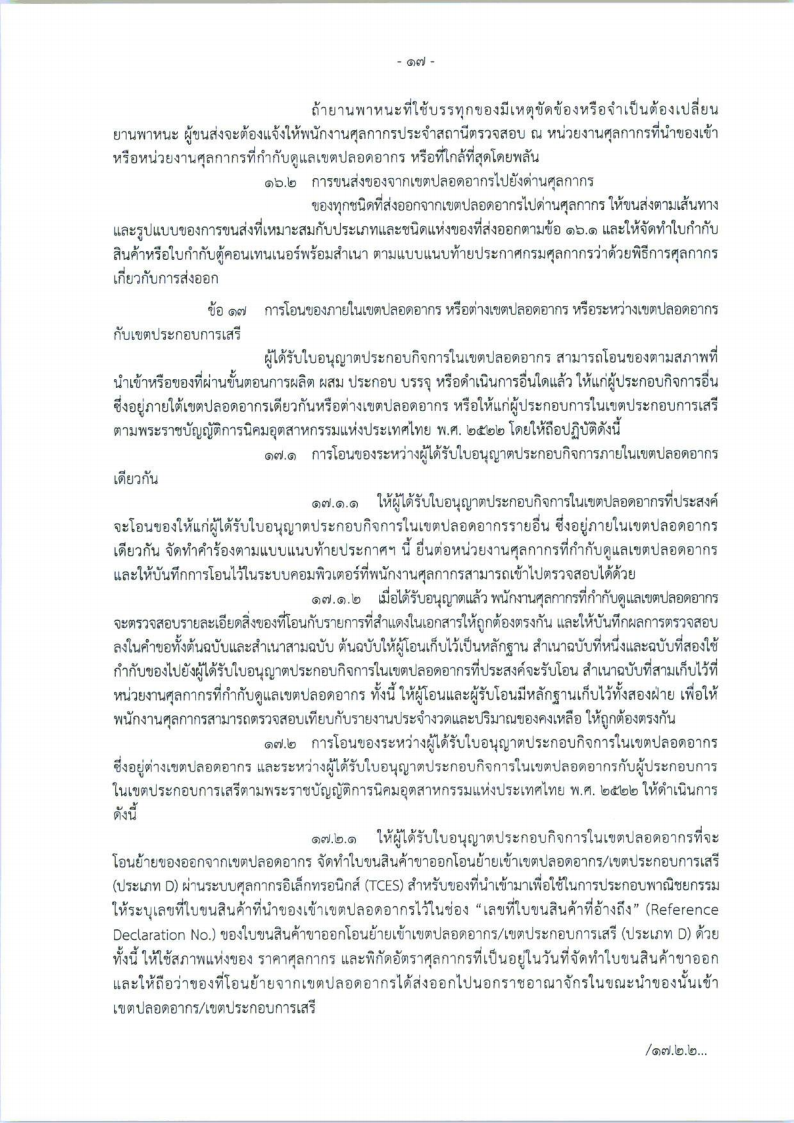 - ๑๗ -
ถ้ายานพาหนะที่ใช้บรรทุกของมีเหตุขัดข้องหรือจำเป็นต้องเปลี่ยน
ยานพาหนะ ผู้ขนส่งจะต้องแจ้งให้พนักงานศุลกากรประจำสถานีตรวจสอบ ณ หน่วยงานศุลกากรที่นำของเข้า
หรือหน่วยงานศุลกากรที่กำกับดูแลเขตปลอดอากร หรือที่ใกล้ที่สุดโดยพลัน
๑๖.๒ การขนส่งของจากเขตปลอดอากรไปยังด่านศุลกากร
ของทุกชนิดที่ส่งออกจากเขตปลอดอากรไปด่านศุลกากร ให้ขนส่งตามเส้นทาง
และรูปแบบของการขนส่งที่เหมาะสมกับประเภทและชนิดแห่งของที่ส่งออกตามข้อ ๑๖.๑ และให้จัดทำใบกำกับ
สินค้าหรือใบกำกับตู้คอนเทนเนอร์พร้อมสำเนา ตามแบบแนบท้ายประกาศกรมศุลกากรว่าด้วยพิธีการศุลกากร
เกี่ยวกับการส่งออก
ข้อ ๑๗ การโอนของภายในเขตปลอดอากร หรือต่างเขตปลอดอากร หรือระหว่างเขตปลอดอากร
กับเขตประกอบการเสรี
ผู้ได้รับใบอนุญาตประกอบกิจการในเขตปลอดอากร สามารถโอนของตามสภาพที่
นำเข้าหรือของที่ผ่านขั้นตอนการผลิต ผสม ประกอบ บรรจุ หรือดำเนินการอื่นใดแล้ว ให้แก่ผู้ประกอบกิจการอื่น
ซึ่งอยู่ภายใต้เขตปลอดอากรเดียวกันหรือต่างเขตปลอดอากร หรือให้แก่ผู้ประกอบการในเขตประกอบการเสรี
ตามพระราชบัญญัติการนิคมอุตสาหกรรมแห่งประเทศไทย พ.ศ. ๒๕๒๒ โดยให้ถือปฏิบัติดังนี้
๑๗.๑ การโอนของระหว่างผู้ได้รับใบอนุญาตประกอบกิจการภายในเขตปลอดอากร
เดียวกัน
๑๗.๑.๑ ให้ผู้ได้รับใบอนุญาตประกอบกิจการในเขตปลอดอากรที่ประสงค์
จะโอนของให้แก่ผู้ได้รับใบอนุญาตประกอบกิจการในเขตปลอดอากรรายอื่น ซึ่งอยู่ภายในเขตปลอดอากร
เดียวกัน จัดทำคำร้องตามแบบแนบท้ายประกาศฯ นี้ ยื่นต่อหน่วยงานศุลกากรที่กำกับดูแลเขตปลอดอากร
และให้บันทึกการโอนไว้ในระบบคอมพิวเตอร์ที่พนักงานศุลกากรสามารถเข้าไปตรวจสอบได้ด้วย
๑๗.๑.๒ เมื่อได้รับอนุญาตแล้ว พนักงานศุลกากรที่กำกับดูแลเขตปลอดอากร
จะตรวจสอบรายละเอียดสิ่งของที่โอนกับรายการที่สำแดงในเอกสารให้ถูกต้องตรงกัน และให้บันทึกผลการตรวจสอบ
ลงในคำขอทั้งต้นฉบับและสำเนาสามฉบับ ต้นฉบับให้ผู้โอนเก็บไว้เป็นหลักฐาน สำเนาฉบับที่หนึ่งและฉบับที่สองใช้
กำกับของไปยังผู้ได้รับใบอนุญาตประกอบกิจการในเขตปลอดอากรที่ประสงค์จะรับโอน สำเนาฉบับที่สามเก็บไว้ที่
หน่วยงานศุลกากรที่กำกับดูแลเขตปลอดอากร ทั้งนี้ ให้ผู้โอนและผู้รับโอนมีหลักฐานเก็บไว้ทั้งสองฝ่าย เพื่อให้
พนักงานศุลกากรสามารถตรวจสอบเทียบกับรายงานประจำงวดและปริมาณของคงเหลือ ให้ถูกต้องตรงกัน
๑๗.๒ การโอนของระหว่างผู้ได้รับใบอนุญาตประกอบกิจการในเขตปลอดอากร
ซึ่งอยู่ต่างเขตปลอดอากร และระหว่างผู้ได้รับใบอนุญาตประกอบกิจการในเขตปลอดอากรกับผู้ประกอบการ
ในเขตประกอบการเสรีตามพระราชบัญญัติการนิคมอุตสาหกรรมแห่งประเทศไทย พ.ศ. ๒๕๒๒ ให้ดำเนินการ
ดังนี้
๑๗.๒.๑ ให้ผู้ได้รับใบอนุญาตประกอบกิจการในเขตปลอดอากรที่จะ
โอนย้ายของออกจากเขตปลอดอากร จัดทำใบขนสินค้าขาออกโอนย้ายเข้าเขตปลอดอากร/เขตประกอบการเสรี
(ประเภท D) ผ่านระบบศุลกากรอิเล็กทรอนิกส์ (TCES) สำหรับของที่นำเข้ามาเพื่อใช้ในการประกอบพาณิชยกรรม
ให้ระบุเลขที่ใบขนสินค้าที่นำของเข้าเขตปลอดอากรไว้ในช่อง “เลขที่ใบขนสินค้าที่อ้างถึง” (Reference
Declaration No.) ของใบขนสินค้าขาออกโอนย้ายเข้าเขตปลอดอากร/เขตประกอบการเสรี (ประเภท D) ด้วย
ทั้งนี้ ให้ใช้สภาพแห่งของ ราคาศุลกากร และพิกัดอัตราศุลกากรที่เป็นอยู่ในวันที่จัดทำใบขนสินค้าขาออก
และให้ถือว่าของที่โอนย้ายจากเขตปลอดอากรได้ส่งออกไปนอกราชอาณาจักรในขณะนำของนั้นเข้า
เขตปลอดอากร/เขตประกอบการเสรี
/๑๗.๒.๒...